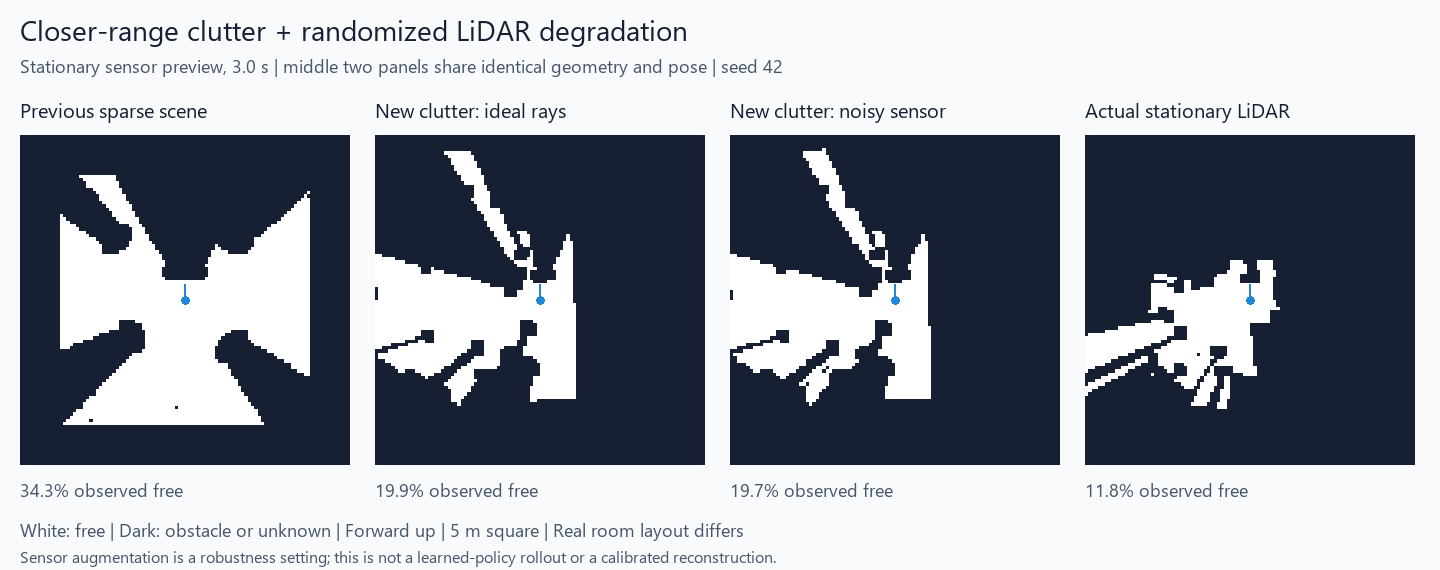 Closer-range clutter + randomized LiDAR degradation
Stationary sensor preview, 3.0 s | middle two panels share identical geometry and pose | seed 42
Previous sparse scene
New clutter: ideal rays
New clutter: noisy sensor
Actual stationary LiDAR
34.3% observed free
19.9% observed free
19.7% observed free
11.8% observed free
White: free | Dark: obstacle or unknown | Forward up | 5 m square | Real room layout differs
Sensor augmentation is a robustness setting; this is not a learned-policy rollout or a calibrated reconstruction.